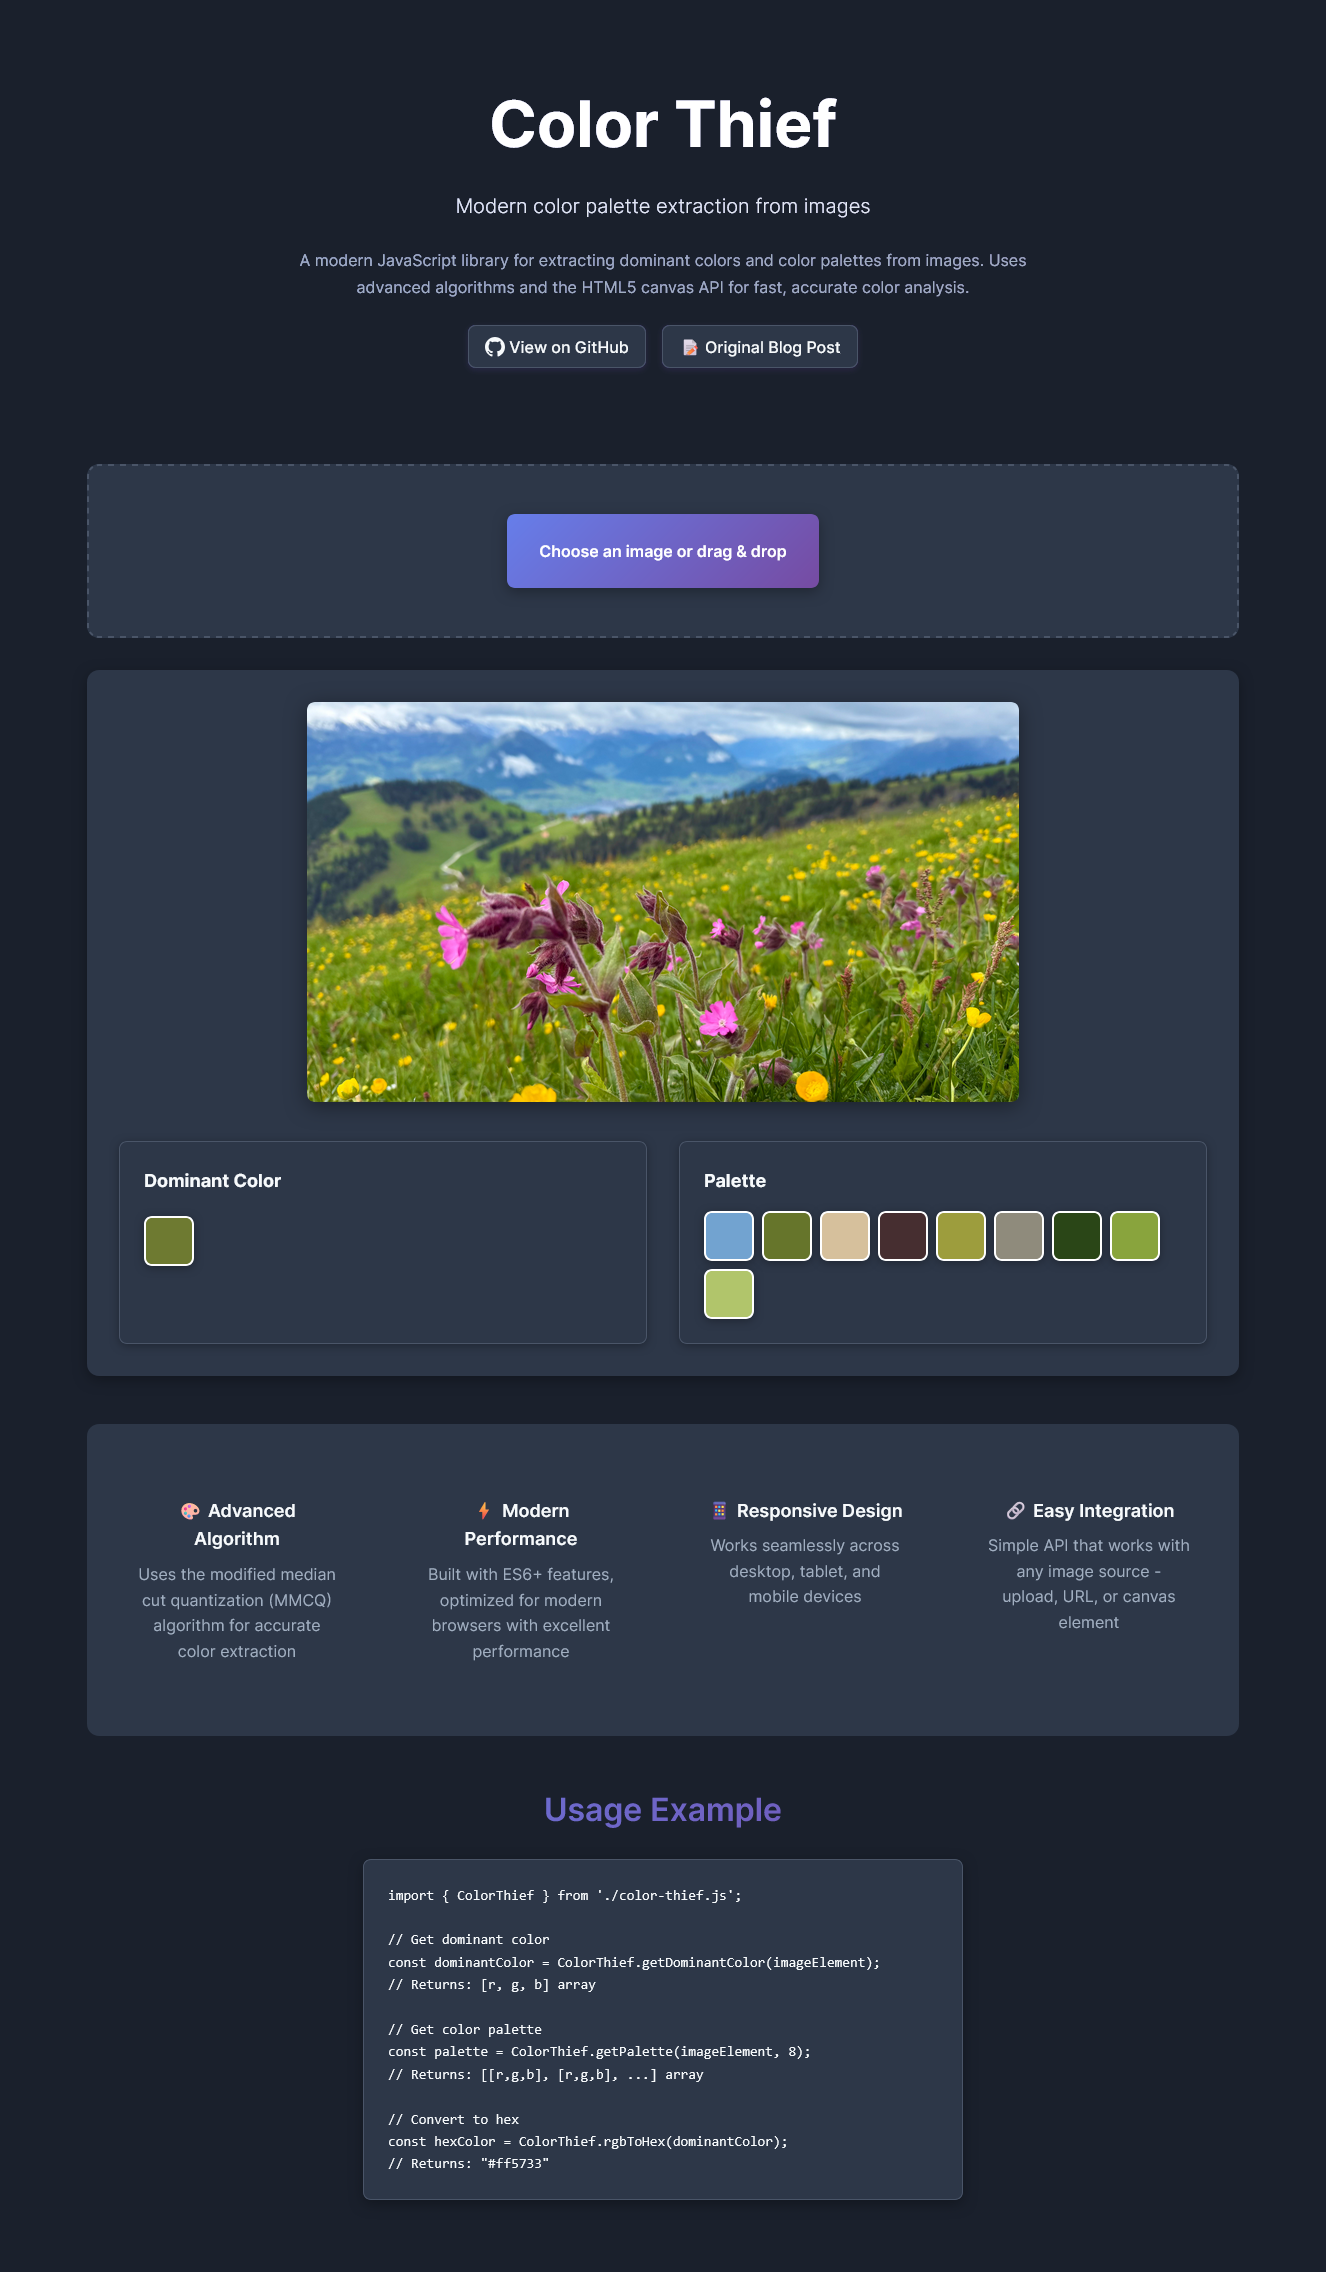 Color Thief
Modern color palette extraction from images
A modern JavaScript library for extracting dominant colors and color palettes from images. Uses
advanced algorithms and the HTML5 canvas API for fast, accurate color analysis.
View on GitHub
Original Blog Post
Choose an image or drag & drop
Dominant Color
Palette
Advanced
Algorithm
Uses the modified median
cut quantization (MMCQ)
algorithm for accurate
color extraction
Modern
Performance
Built with ES6+ features,
optimized for modern
browsers with excellent
performance
Responsive Design
Works seamlessly across
desktop, tablet, and
mobile devices
Easy Integration
Simple API that works with
any image source -
upload, URL, or canvas
element
Usage Example
import { ColorThief } from './color-thief.js';
// Get dominant color
const dominantColor = ColorThief.getDominantColor(imageElement);
// Returns: [r, g, b] array
// Get color palette
const palette = ColorThief.getPalette(imageElement, 8);
// Returns: [[r,g,b], [r,g,b], ...] array
// Convert to hex
const hexColor = ColorThief.rgbToHex(dominantColor);
// Returns: "#ff5733"